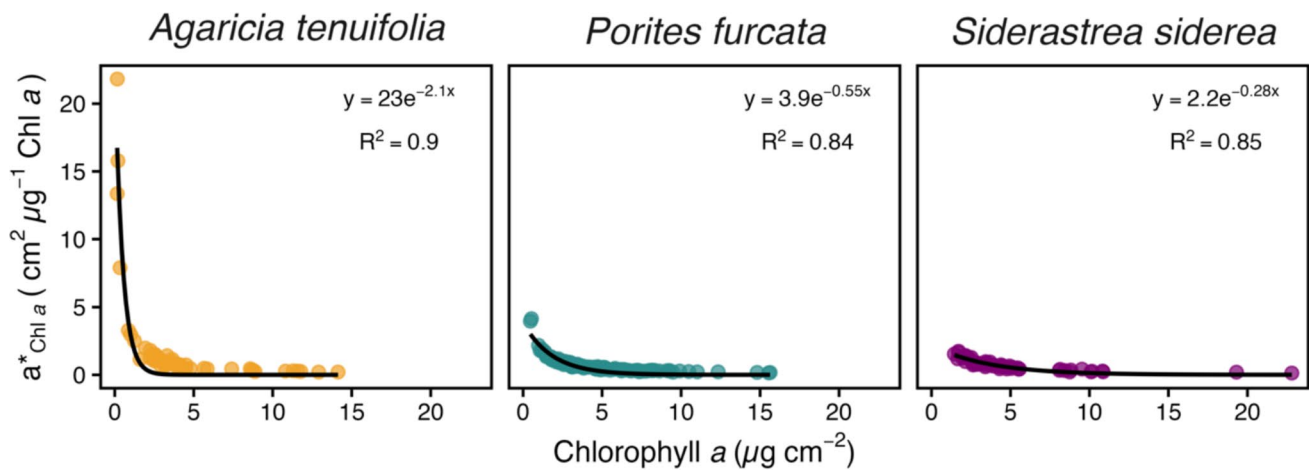 Agaricia tenuifolia
Porites furcata
Siderastrea siderea
y = 23e^−2.1x
R² = 0.9
y = 3.9e^−0.55x
R² = 0.84
y = 2.2e^−0.28x
R² = 0.85
a*Chl a ( cm² µg⁻¹ Chl a )
20
15
10
5
0
0 5 10 15 20
0 5 10 15 20
0 5 10 15 20
Chlorophyll a (µg cm⁻²)